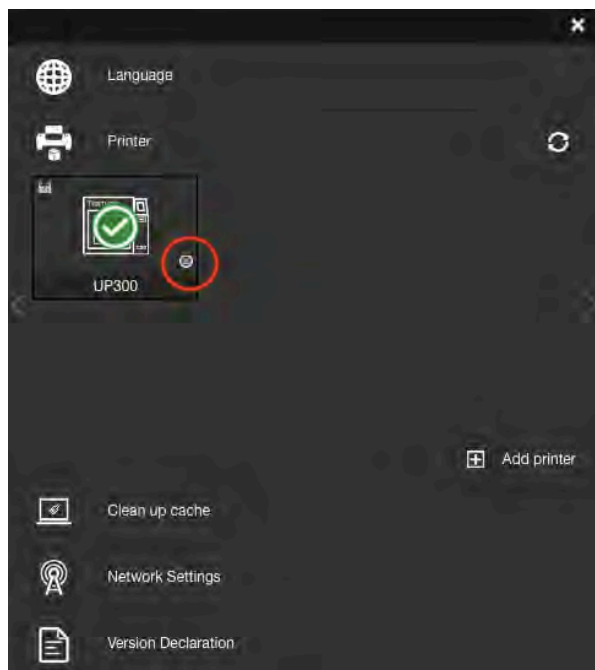 Language
Printer
UP300
Add printer
Clean up cache
Network Settings
Version Declaration